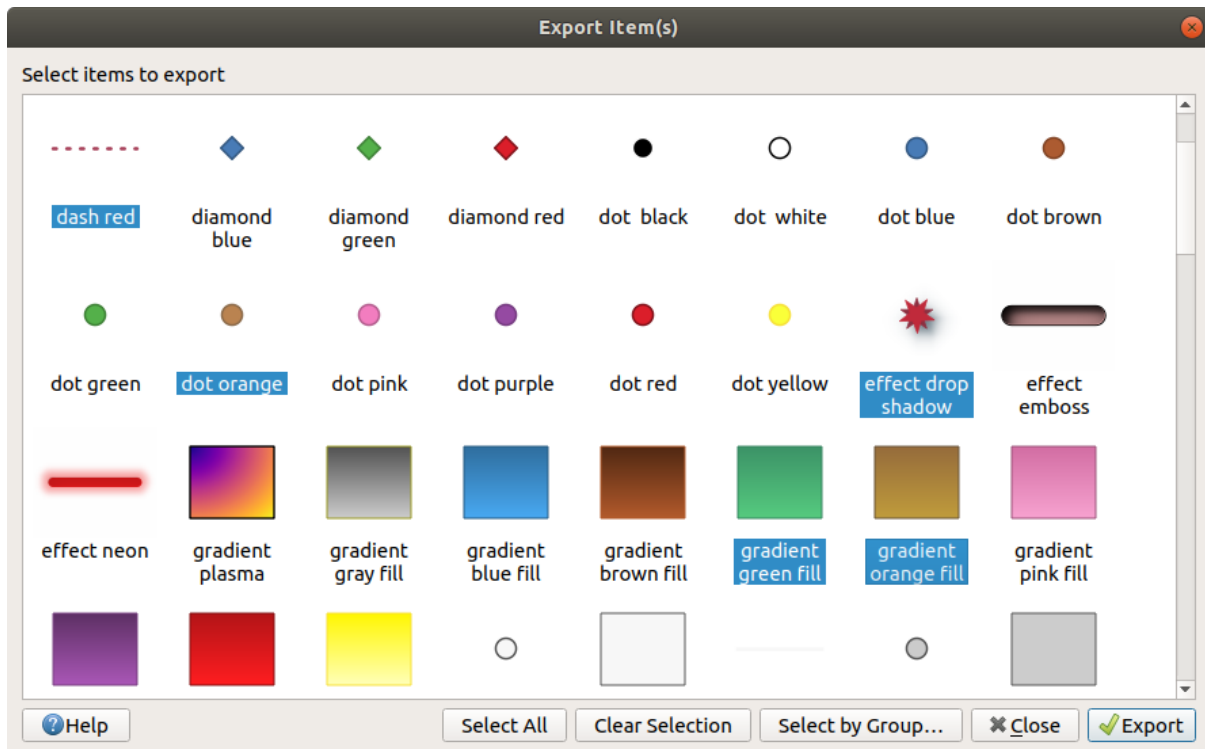 Export Item(s)
Select items to export
dash red
diamond
blue
diamond
green
diamond red
dot  black
dot  white
dot blue
dot brown
dot green
dot orange
dot pink
dot purple
dot red
dot yellow
effect drop
shadow
effect
emboss
effect neon
gradient
plasma
gradient
gray fill
gradient
blue fill
gradient
brown fill
gradient
green fill
gradient
orange fill
gradient
pink fill
Help
Select All
Clear Selection
Select by Group...
Close
Export